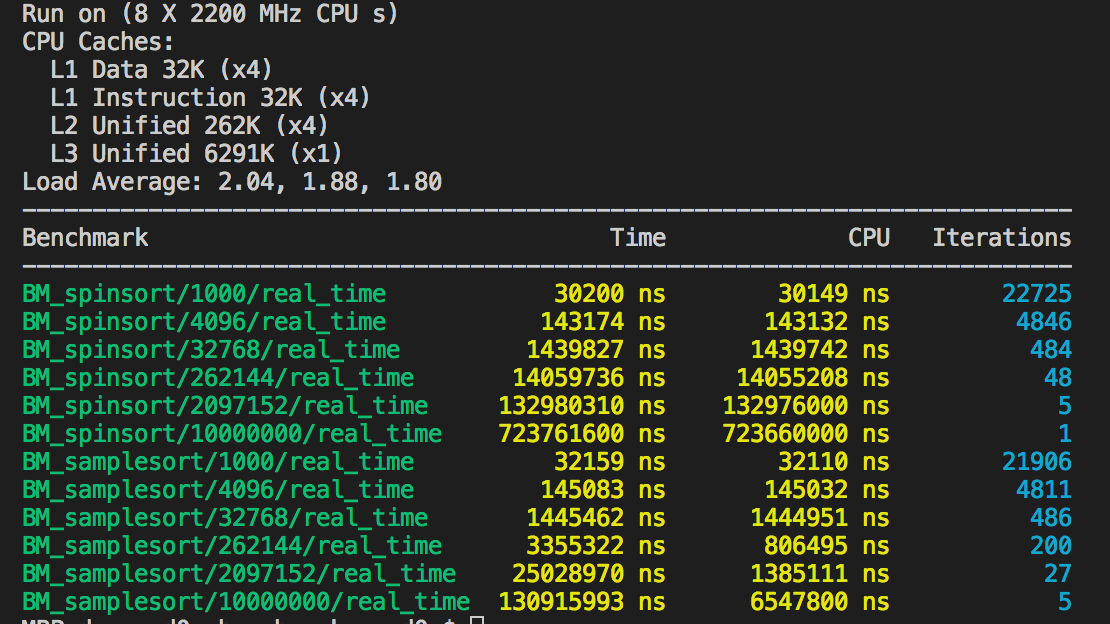 Run on (8 X 2200 MHz CPU s)
CPU Caches:
  L1 Data 32K (x4)
  L1 Instruction 32K (x4)
  L2 Unified 262K (x4)
  L3 Unified 6291K (x1)
Load Average: 2.04, 1.88, 1.80
Benchmark Time CPU Iterations
BM_spinsort/1000/real_time 30200 ns 30149 ns 22725
BM_spinsort/4096/real_time 143174 ns 143132 ns 4846
BM_spinsort/32768/real_time 1439827 ns 1439742 ns 484
BM_spinsort/262144/real_time 14059736 ns 14055208 ns 48
BM_spinsort/2097152/real_time 132980310 ns 132976000 ns 5
BM_spinsort/10000000/real_time 723761600 ns 723660000 ns 1
BM_samplesort/1000/real_time 32159 ns 32110 ns 21906
BM_samplesort/4096/real_time 145083 ns 145032 ns 4811
BM_samplesort/32768/real_time 1445462 ns 1444951 ns 486
BM_samplesort/262144/real_time 3355322 ns 806495 ns 200
BM_samplesort/2097152/real_time 25028970 ns 1385111 ns 27
BM_samplesort/10000000/real_time 130915993 ns 6547800 ns 5